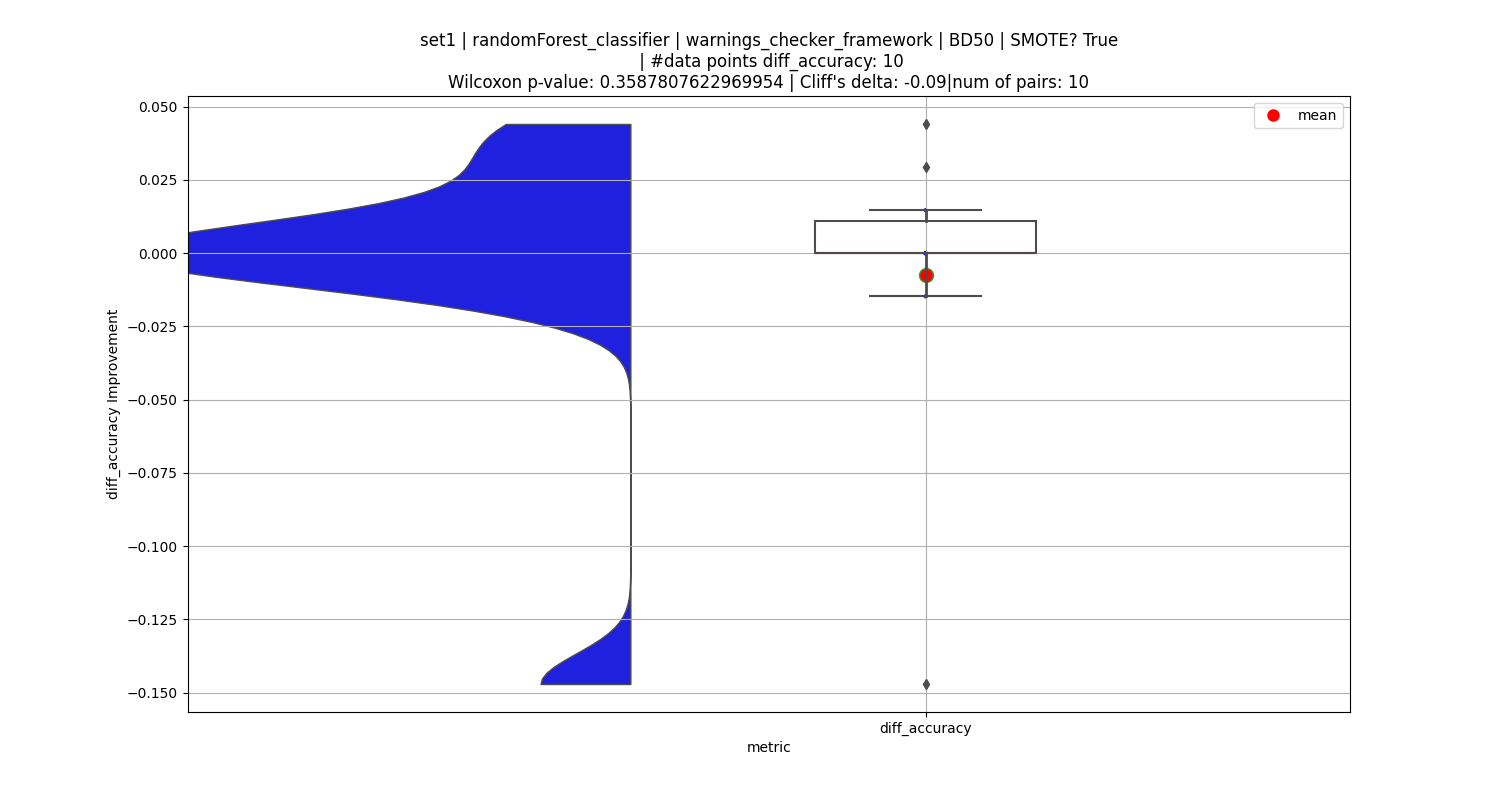 set1 | randomForest_classifier | warnings_checker_framework | BD50 | SMOTE? True
| #data points diff_accuracy: 10
Wilcoxon p-value: 0.3587807622969954 | Cliff's delta: -0.09|num of pairs: 10
mean
0.050
0.025
0.000
−0.025
−0.050
−0.075
−0.100
−0.125
−0.150
diff_accuracy Improvement
diff_accuracy
metric